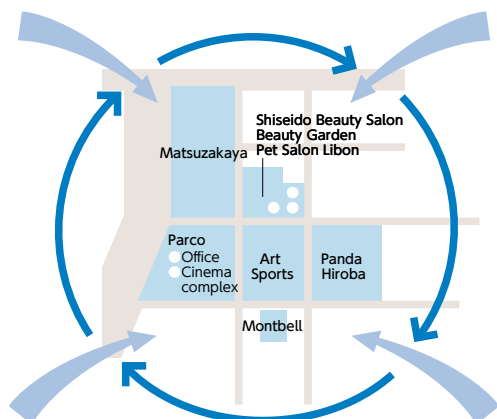 Shiseido Beauty Salon
Beauty Garden
Pet Salon Libon
Matsuzakaya
Parco
Office
Cinema
complex
Art
Sports
Panda
Hiroba
Montbell